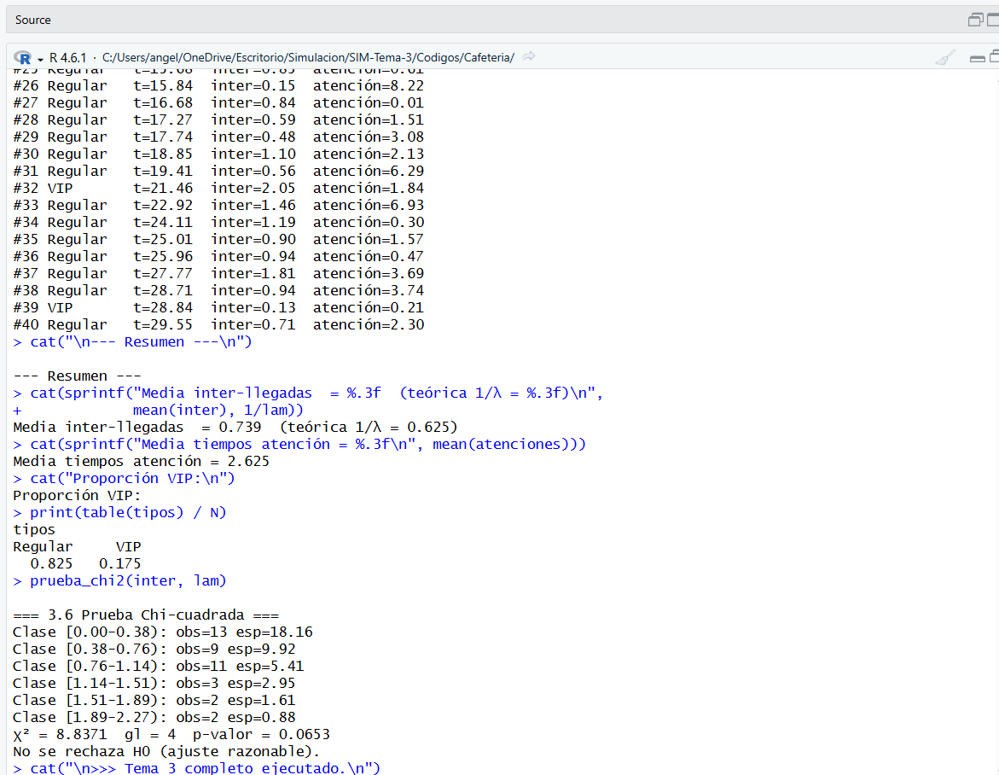 Source
R 4.6.1 · C:/Users/angel/OneDrive/Escritorio/Simulacion/SIM-Tema-3/Codigos/Cafeteria/
#25 Regular   t=15.68  inter=0.85  atención=0.61
#26 Regular   t=15.84  inter=0.15  atención=8.22
#27 Regular   t=16.68  inter=0.84  atención=0.01
#28 Regular   t=17.27  inter=0.59  atención=1.51
#29 Regular   t=17.74  inter=0.48  atención=3.08
#30 Regular   t=18.85  inter=1.10  atención=2.13
#31 Regular   t=19.41  inter=0.56  atención=6.29
#32 VIP       t=21.46  inter=2.05  atención=1.84
#33 Regular   t=22.92  inter=1.46  atención=6.93
#34 Regular   t=24.11  inter=1.19  atención=0.30
#35 Regular   t=25.01  inter=0.90  atención=1.57
#36 Regular   t=25.96  inter=0.94  atención=0.47
#37 Regular   t=27.77  inter=1.81  atención=3.69
#38 Regular   t=28.71  inter=0.94  atención=3.74
#39 VIP       t=28.84  inter=0.13  atención=0.21
#40 Regular   t=29.55  inter=0.71  atención=2.30
> cat("\n--- Resumen ---\n")
--- Resumen ---
> cat(sprintf("Media inter-llegadas  = %.3f  (teórica 1/λ = %.3f)\n",
+             mean(inter), 1/lam))
Media inter-llegadas  = 0.739  (teórica 1/λ = 0.625)
> cat(sprintf("Media tiempos atención = %.3f\n", mean(atenciones)))
Media tiempos atención = 2.625
> cat("Proporción VIP:\n")
Proporción VIP:
> print(table(tipos) / N)
tipos
Regular     VIP
  0.825   0.175
> prueba_chi2(inter, lam)
=== 3.6 Prueba Chi-cuadrada ===
Clase [0.00-0.38): obs=13 esp=18.16
Clase [0.38-0.76): obs=9 esp=9.92
Clase [0.76-1.14): obs=11 esp=5.41
Clase [1.14-1.51): obs=3 esp=2.95
Clase [1.51-1.89): obs=2 esp=1.61
Clase [1.89-2.27): obs=2 esp=0.88
χ² = 8.8371  gl = 4  p-valor = 0.0653
No se rechaza H0 (ajuste razonable).
> cat("\n>>> Tema 3 completo ejecutado.\n")